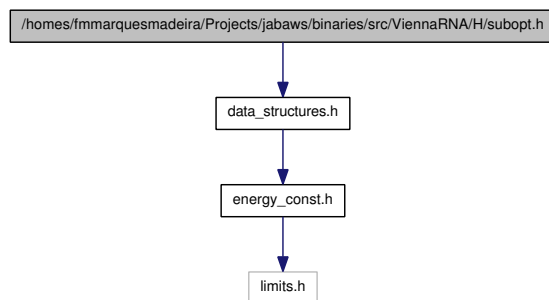 /homes/fmmarquesmadeira/Projects/jabaws/binaries/src/ViennaRNA/H/subopt.h
data_structures.h
energy_const.h
limits.h